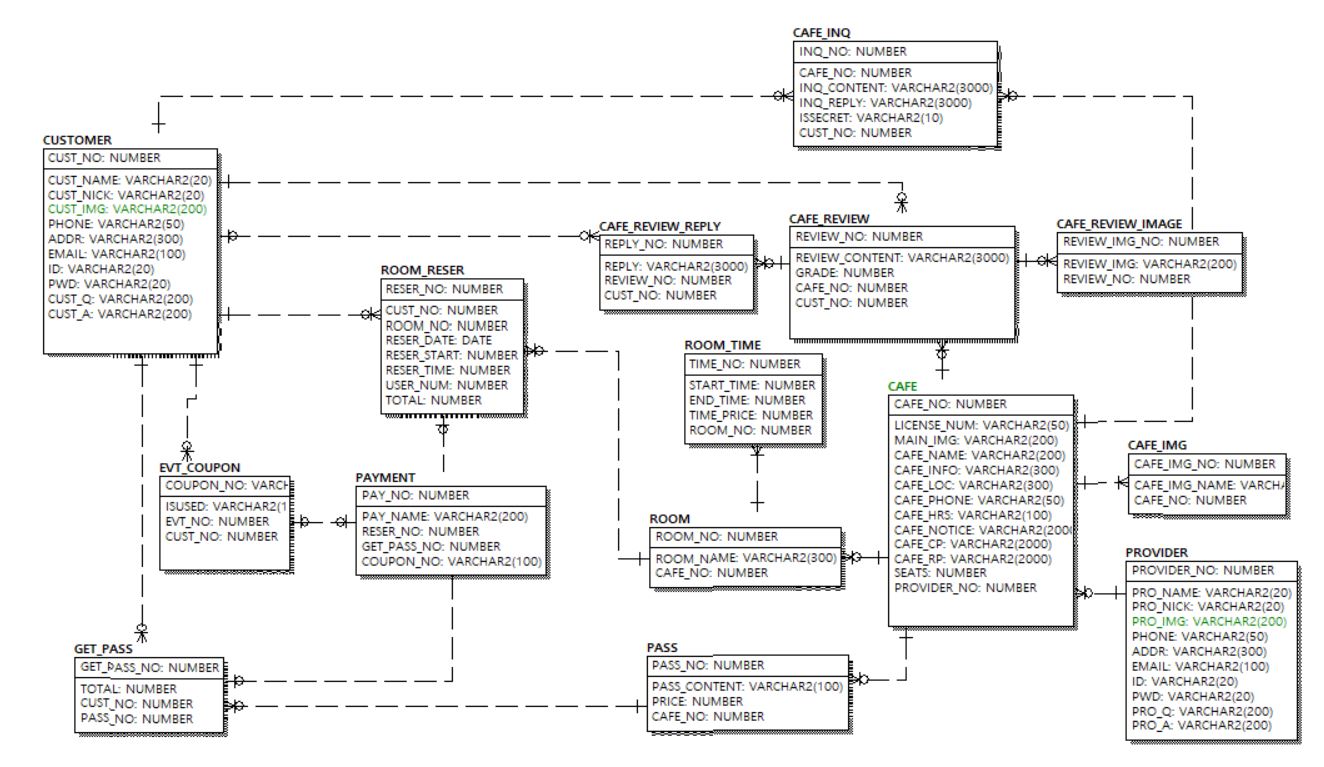 CAFE_INQ
INQ_NO: NUMBER
CAFE_NO: NUMBER
INQ_CONTENT: VARCHAR2(3000)
INQ_REPLY: VARCHAR2(3000)
ISSECRET: VARCHAR2(10)
CUST_NO: NUMBER
CUSTOMER
CUST_NO: NUMBER
CUST_NAME: VARCHAR2(20)
CUST_NICK: VARCHAR2(20)
CUST_IMG: VARCHAR2(200)
PHONE: VARCHAR2(50)
ADDR: VARCHAR2(300)
EMAIL: VARCHAR2(100)
ID: VARCHAR2(20)
PWD: VARCHAR2(20)
CUST_Q: VARCHAR2(200)
CUST_A: VARCHAR2(200)
CAFE_REVIEW_REPLY
REPLY_NO: NUMBER
REPLY: VARCHAR2(3000)
REVIEW_NO: NUMBER
CUST_NO: NUMBER
CAFE_REVIEW
REVIEW_NO: NUMBER
REVIEW_CONTENT: VARCHAR2(3000)
GRADE: NUMBER
CAFE_NO: NUMBER
CUST_NO: NUMBER
CAFE_REVIEW_IMAGE
REVIEW_IMG_NO: NUMBER
REVIEW_IMG: VARCHAR2(200)
REVIEW_NO: NUMBER
ROOM_RESER
RESER_NO: NUMBER
CUST_NO: NUMBER
ROOM_NO: NUMBER
RESER_DATE: DATE
RESER_START: NUMBER
RESER_TIME: NUMBER
USER_NUM: NUMBER
TOTAL: NUMBER
ROOM_TIME
TIME_NO: NUMBER
START_TIME: NUMBER
END_TIME: NUMBER
TIME_PRICE: NUMBER
ROOM_NO: NUMBER
CAFE
CAFE_NO: NUMBER
LICENSE_NUM: VARCHAR2(50)
MAIN_IMG: VARCHAR2(200)
CAFE_NAME: VARCHAR2(200)
CAFE_INFO: VARCHAR2(300)
CAFE_LOC: VARCHAR2(300)
CAFE_PHONE: VARCHAR2(50)
CAFE_HRS: VARCHAR2(100)
CAFE_NOTICE: VARCHAR2(2000
CAFE_CP: VARCHAR2(2000)
CAFE_RP: VARCHAR2(2000)
SEATS: NUMBER
PROVIDER_NO: NUMBER
CAFE_IMG
CAFE_IMG_NO: NUMBER
CAFE_IMG_NAME: VARCHA
CAFE_NO: NUMBER
EVT_COUPON
COUPON_NO: VARCH
ISUSED: VARCHAR2(1
EVT_NO: NUMBER
CUST_NO: NUMBER
PAYMENT
PAY_NO: NUMBER
PAY_NAME: VARCHAR2(200)
RESER_NO: NUMBER
GET_PASS_NO: NUMBER
COUPON_NO: VARCHAR2(100)
ROOM
ROOM_NO: NUMBER
ROOM_NAME: VARCHAR2(300)
CAFE_NO: NUMBER
PROVIDER
PROVIDER_NO: NUMBER
PRO_NAME: VARCHAR2(20)
PRO_NICK: VARCHAR2(20)
PRO_IMG: VARCHAR2(200)
PHONE: VARCHAR2(50)
ADDR: VARCHAR2(300)
EMAIL: VARCHAR2(100)
ID: VARCHAR2(20)
PWD: VARCHAR2(20)
PRO_Q: VARCHAR2(200)
PRO_A: VARCHAR2(200)
GET_PASS
GET_PASS_NO: NUMBER
TOTAL: NUMBER
CUST_NO: NUMBER
PASS_NO: NUMBER
PASS
PASS_NO: NUMBER
PASS_CONTENT: VARCHAR2(100)
PRICE: NUMBER
CAFE_NO: NUMBER